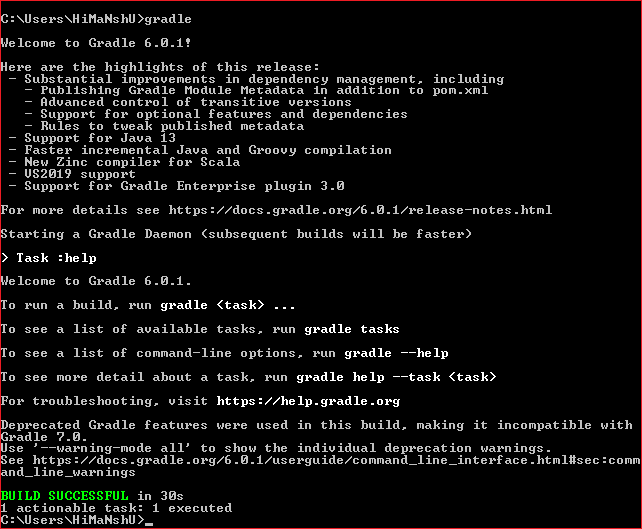 C:\Users\HiMaNshU>gradle
Welcome to Gradle 6.0.1!
Here are the highlights of this release:
 - Substantial improvements in dependency management, including
   - Publishing Gradle Module Metadata in addition to pom.xml
   - Advanced control of transitive versions
   - Support for optional features and dependencies
   - Rules to tweak published metadata
 - Support for Java 13
 - Faster incremental Java and Groovy compilation
 - New Zinc compiler for Scala
 - VS2019 support
 - Support for Gradle Enterprise plugin 3.0
For more details see https://docs.gradle.org/6.0.1/release-notes.html
Starting a Gradle Daemon (subsequent builds will be faster)
> Task :help
Welcome to Gradle 6.0.1.
To run a build, run gradle <task> ...
To see a list of available tasks, run gradle tasks
To see a list of command-line options, run gradle --help
To see more detail about a task, run gradle help --task <task>
For troubleshooting, visit https://help.gradle.org
Deprecated Gradle features were used in this build, making it incompatible with
Gradle 7.0.
Use '--warning-mode all' to show the individual deprecation warnings.
See https://docs.gradle.org/6.0.1/userguide/command_line_interface.html#sec:comm
and_line_warnings
BUILD SUCCESSFUL in 30s
1 actionable task: 1 executed
C:\Users\HiMaNshU>_